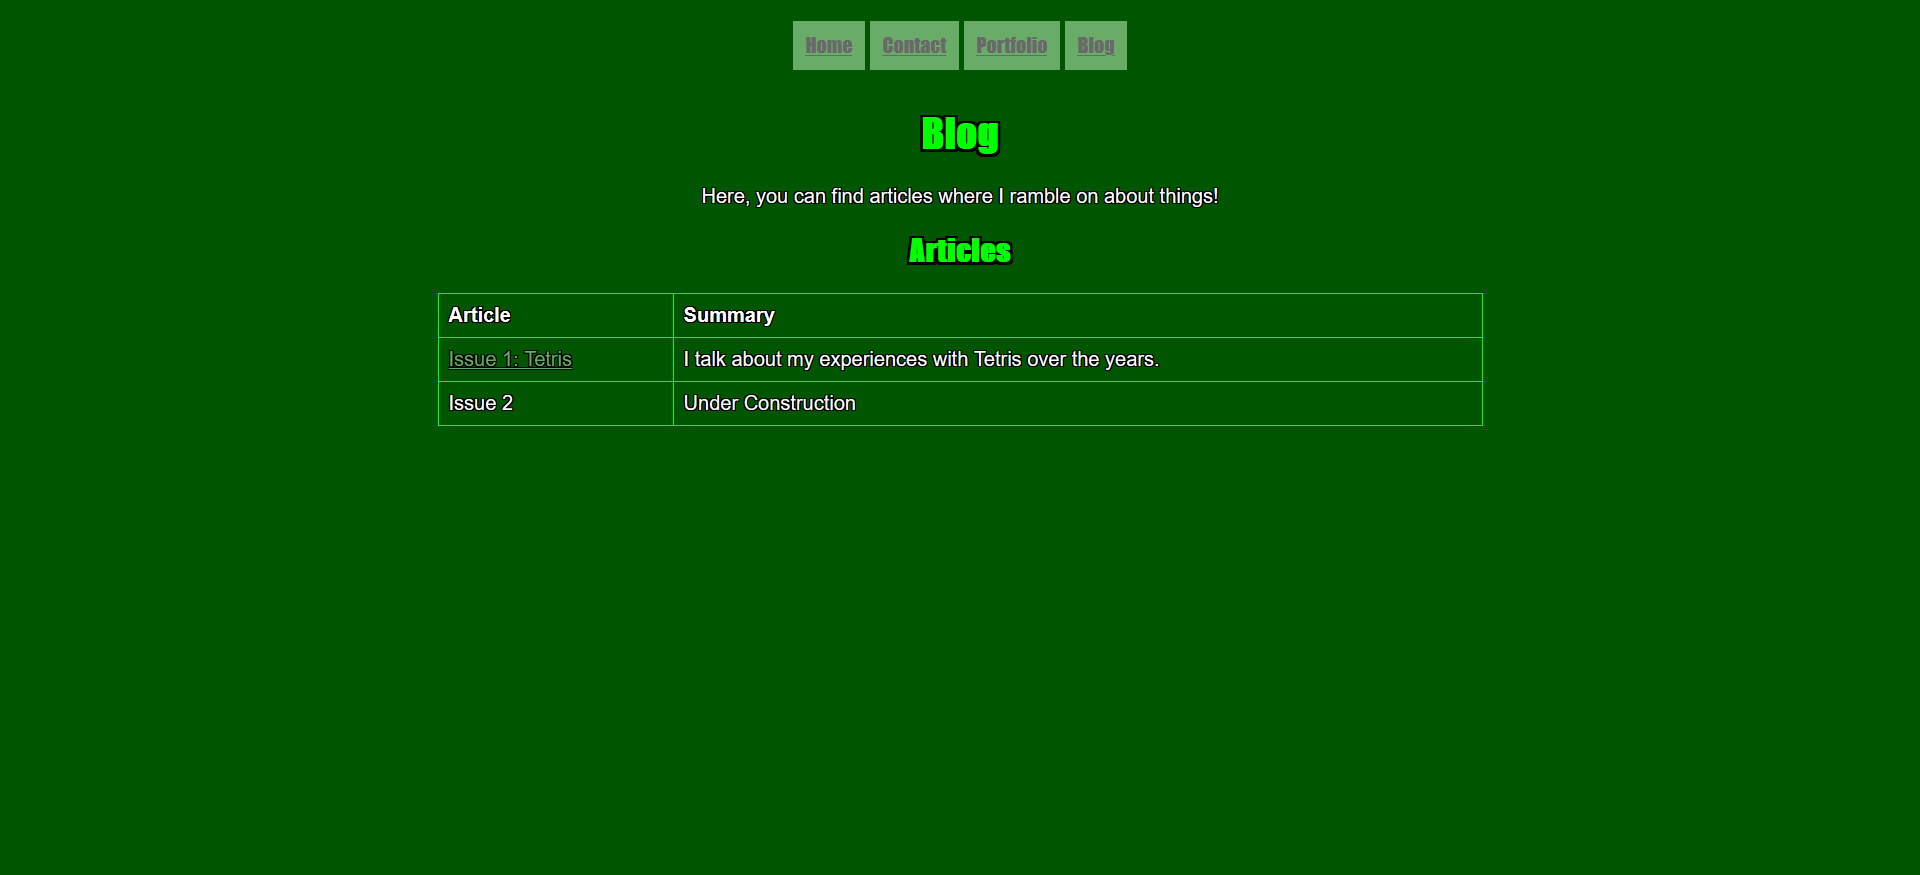 Home Contact Portfolio Blog
Blog
Here, you can find articles where I ramble on about things!
Articles
Article Summary
Issue 1: Tetris I talk about my experiences with Tetris over the years.
Issue 2 Under Construction